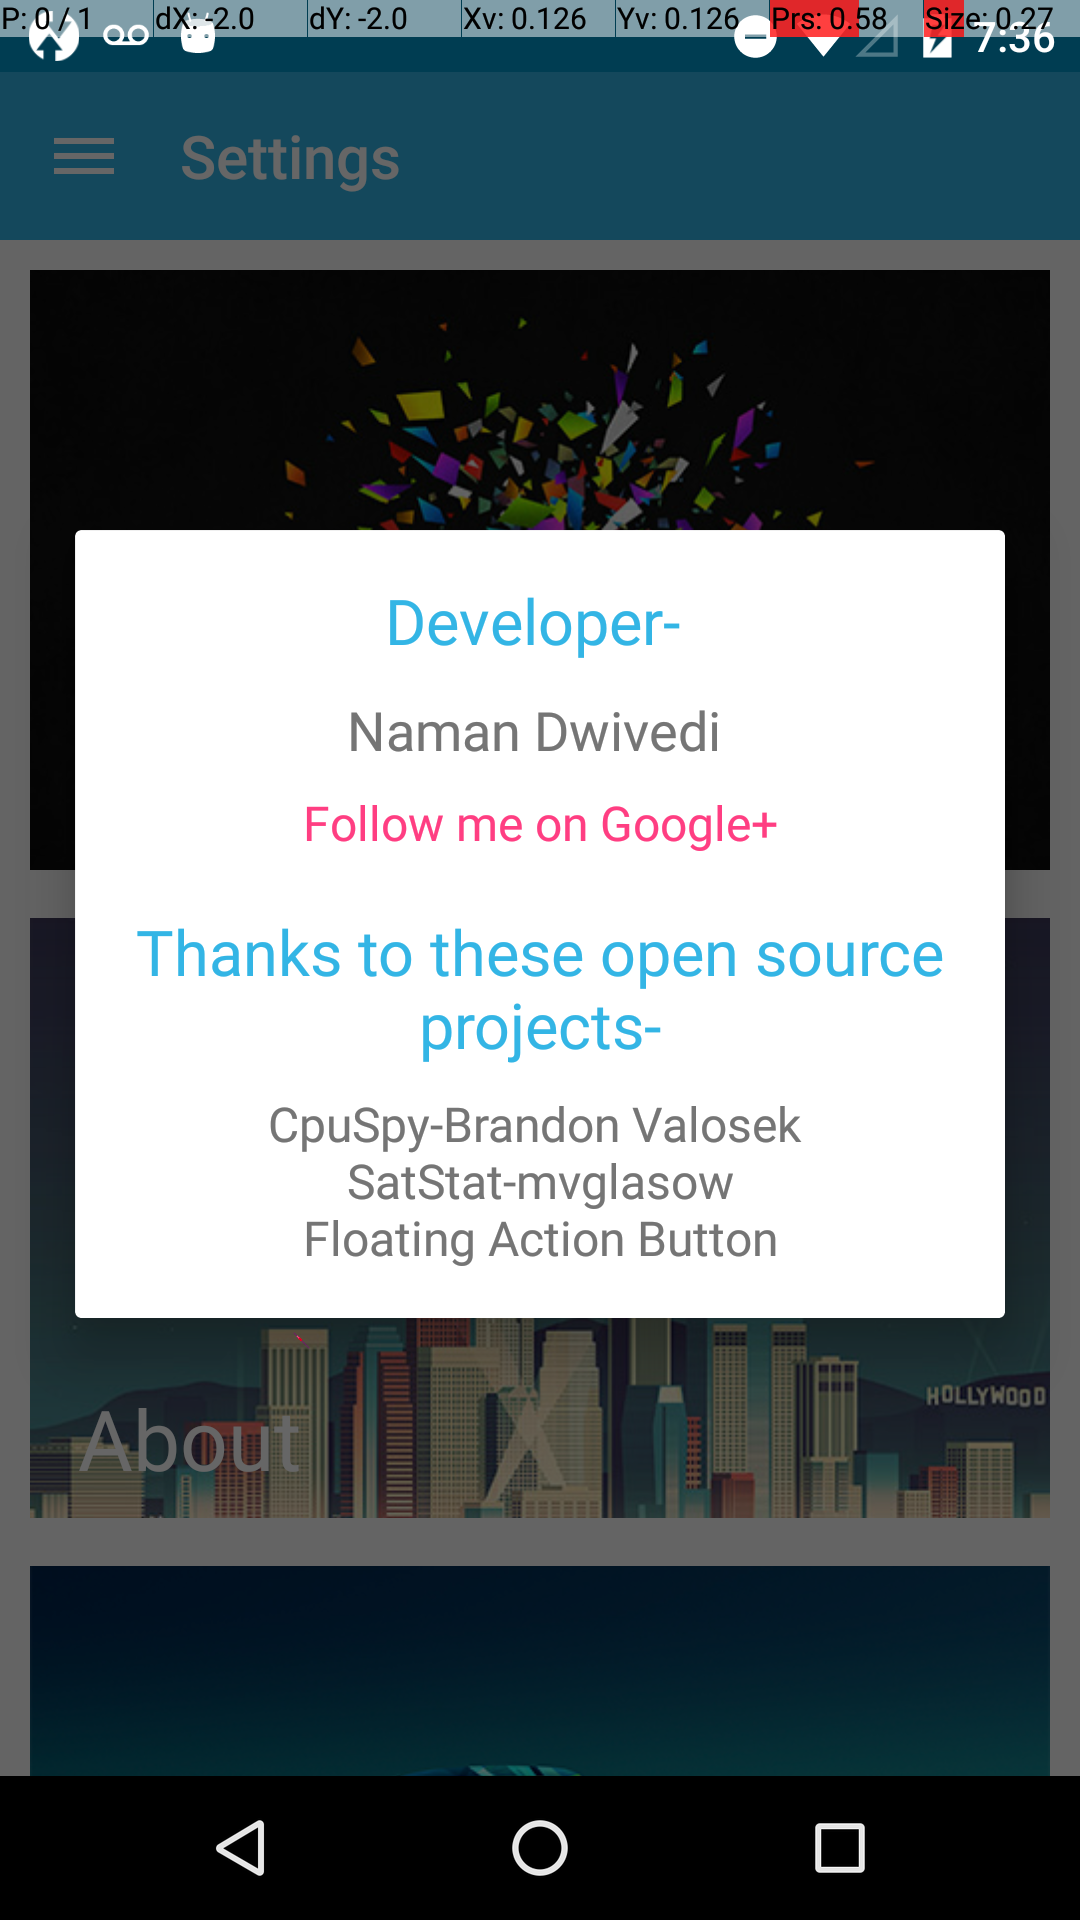 P: 0 / 1 dX: -2.0 dY: -2.0 Xv: 0.126 Yv: 0.126 Prs: 0.58 Size: 0.27
7:36
Settings
Developer-
Naman Dwivedi
Follow me on Google+
Thanks to these open source
projects-
CpuSpy-Brandon Valosek
SatStat-mvglasow
Floating Action Button
HOLLYWOOD
About